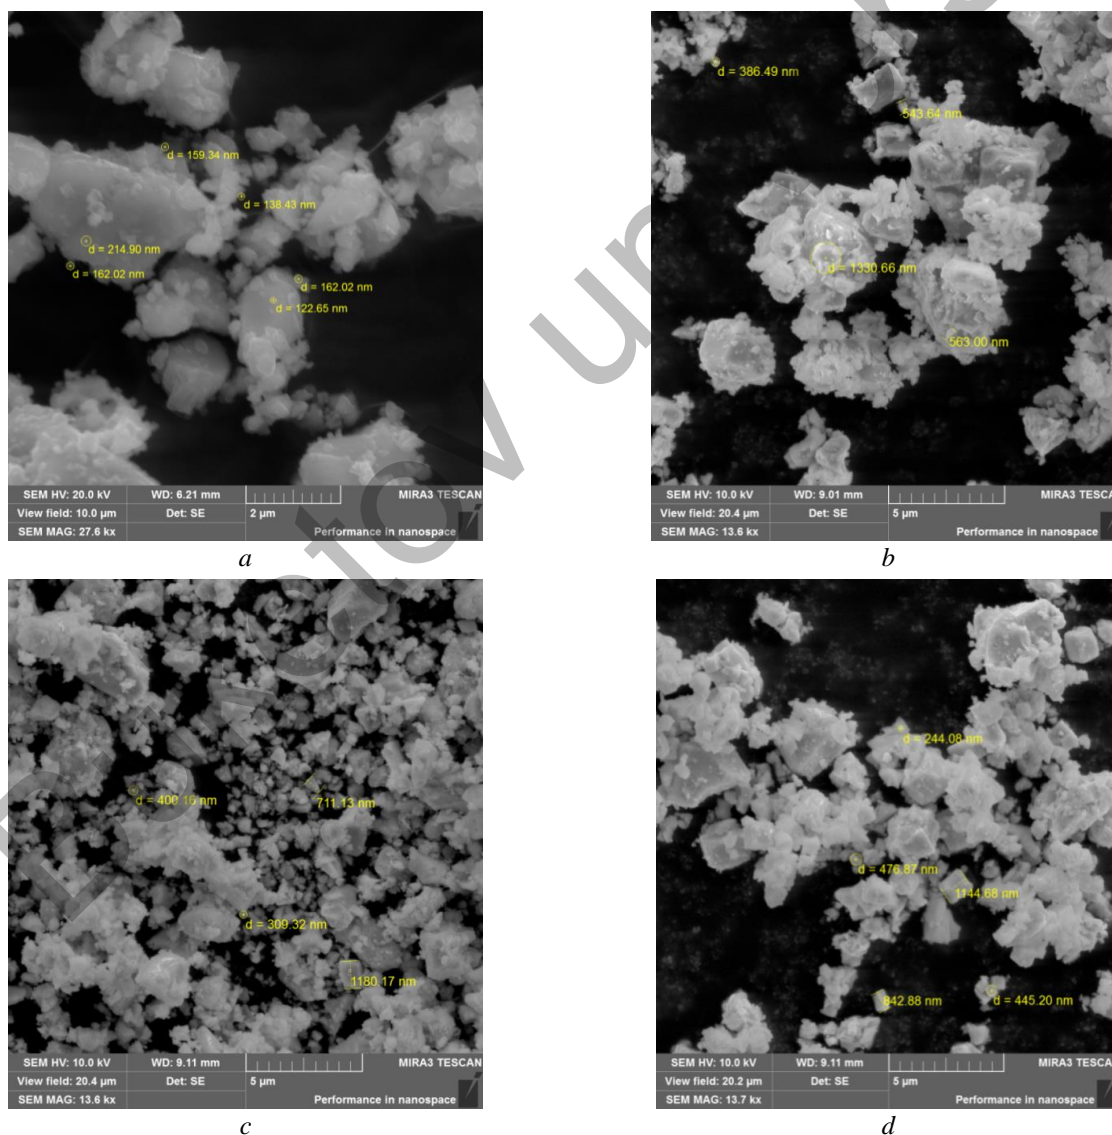 d = 159.34 nm
d = 138.43 nm
d = 214.90 nm
d = 162.02 nm
d = 162.02 nm
d = 122.65 nm
SEM HV: 20.0 kV WD: 6.21 mm MIRA3 TESCAN
View field: 10.0 µm Det: SE 2 µm
SEM MAG: 27.6 kx Performance in nanospace
a
d = 386.49 nm
543.64 nm
d = 1330.66 nm
563.00 nm
SEM HV: 10.0 kV WD: 9.01 mm MIRA3 TESCA
View field: 20.4 µm Det: SE 5 µm
SEM MAG: 13.6 kx Performance in nanospace
b
d = 400.16 nm
711.13 nm
d = 309.32 nm
1180.17 nm
SEM HV: 10.0 kV WD: 9.11 mm MIRA3 TESCAN
View field: 20.4 µm Det: SE 5 µm
SEM MAG: 13.6 kx Performance in nanospace
c
d = 244.08 nm
d = 476.87 nm
1144.68 nm
842.88 nm
d = 445.20 nm
SEM HV: 10.0 kV WD: 9.11 mm MIRA3 TESCA
View field: 20.2 µm Det: SE 5 µm
SEM MAG: 13.7 kx Performance in nanospace
d